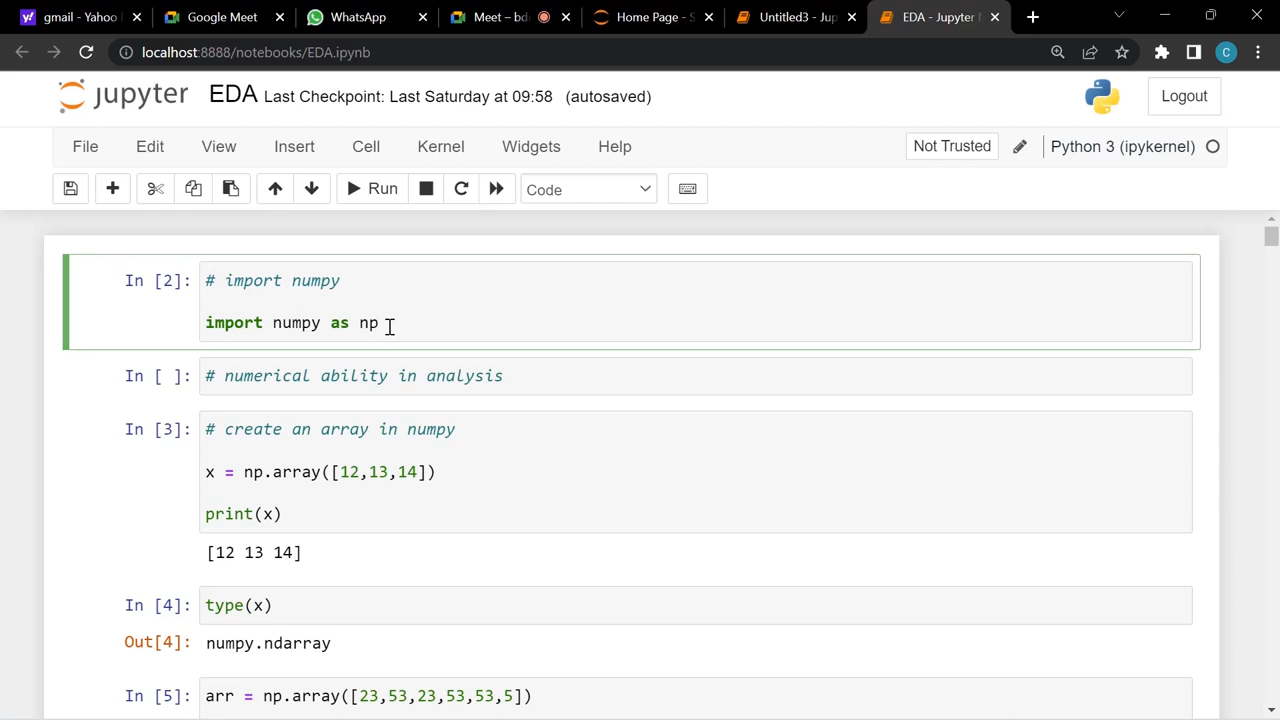 gmail - Yahoo
Google Meet
WhatsApp
Meet – bd
Home Page - S
Untitled3 - Jup
EDA - Jupyter
localhost:8888/notebooks/EDA.ipynb
C
jupyter EDA Last Checkpoint: Last Saturday at 09:58 (autosaved)
Logout
File Edit View Insert Cell Kernel Widgets Help
Not Trusted
Python 3 (ipykernel)
Run
Code
In [2]: # import numpy
import numpy as np
In [ ]: # numerical ability in analysis
In [3]: # create an array in numpy
x = np.array([12,13,14])
print(x)
[12 13 14]
In [4]: type(x)
Out[4]: numpy.ndarray
In [5]: arr = np.array([23,53,23,53,53,5])